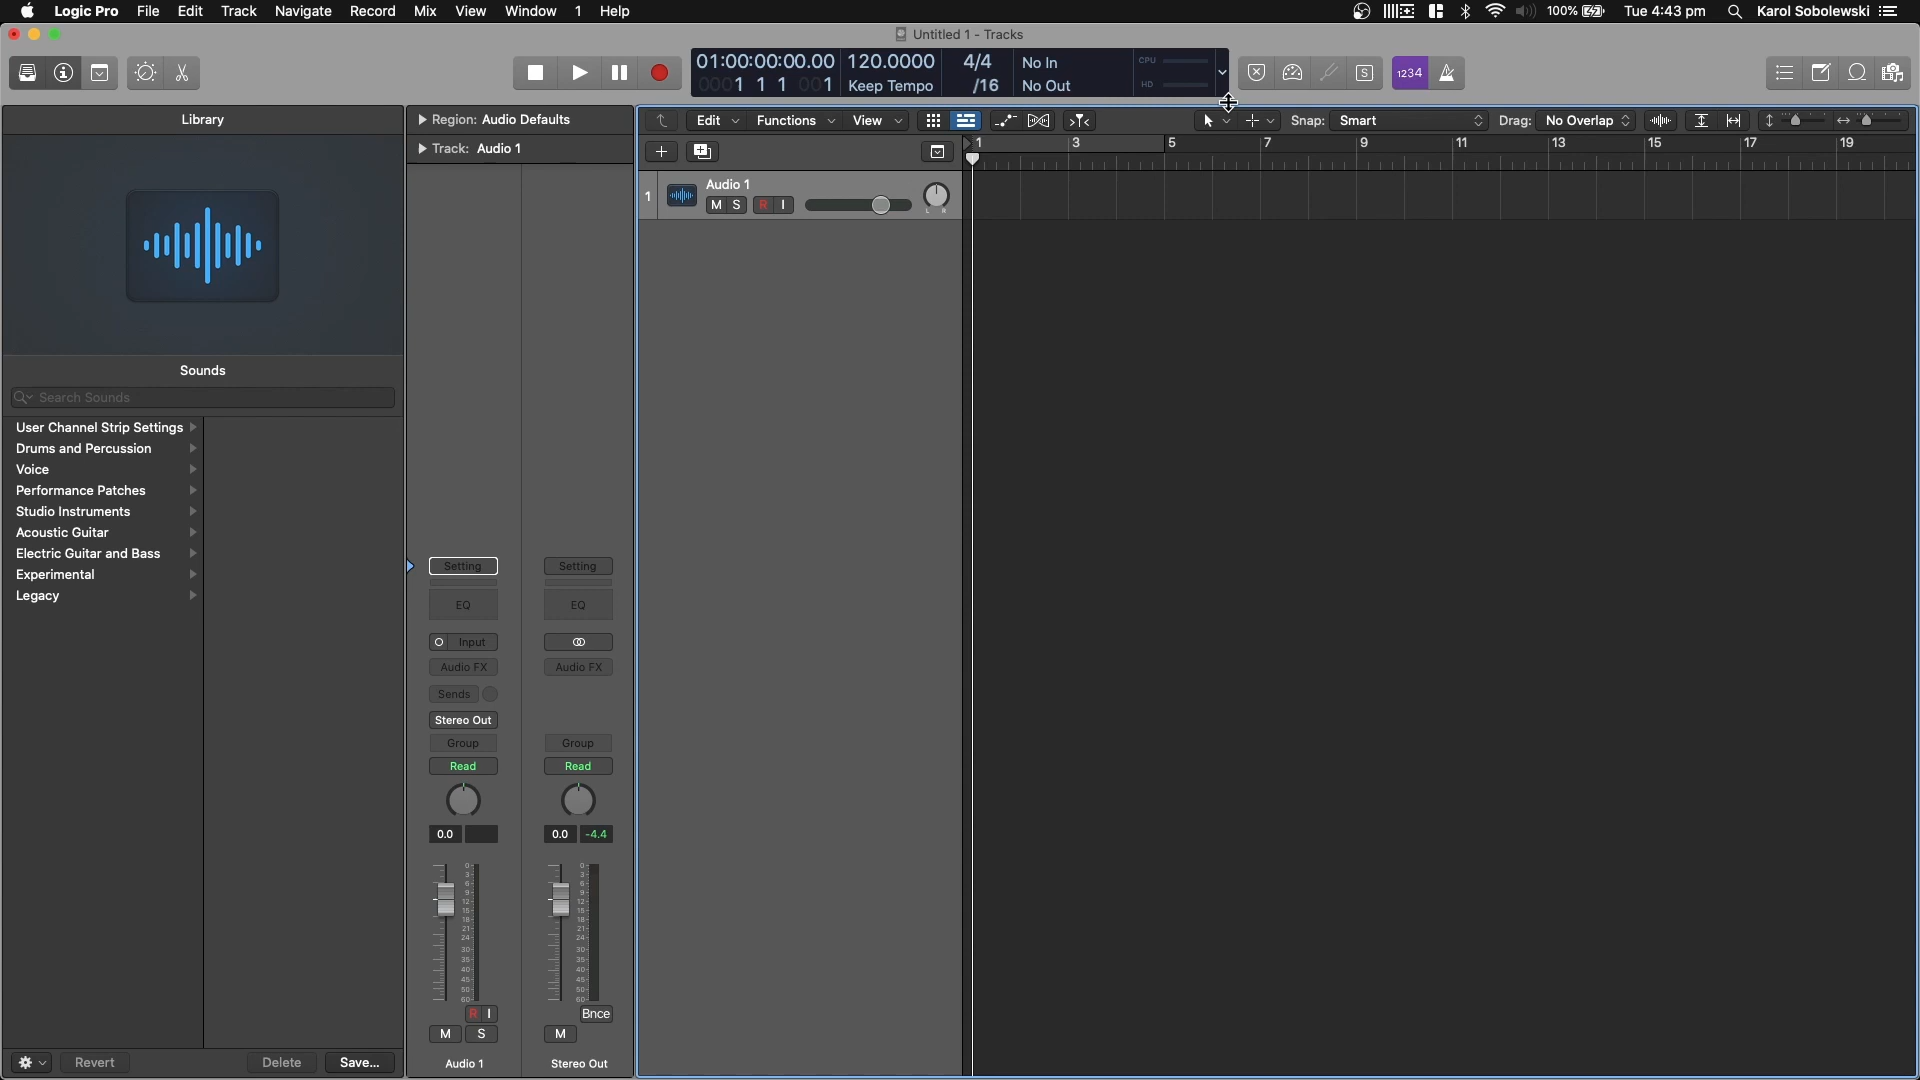 Logic Pro File Edit Track Navigate Record Mix View Window 1 Help 100% Tue 4:43 pm Karol Sobolewski
Untitled 1 - Tracks
01:00:00:00.00 120.0000 4/4 No In CPU
0001 1 1 001 Keep Tempo /16 No Out HD
S 1234
Library
Region: Audio Defaults
Edit Functions View Snap: Smart Drag: No Overlap
Track: Audio 1
1 3 5 7 9 11 13 15 17 19
1 Audio 1
M S R I
L R
Sounds
Search Sounds
User Channel Strip Settings
Drums and Percussion
Voice
Performance Patches
Studio Instruments
Acoustic Guitar
Electric Guitar and Bass
Experimental
Legacy
Setting Setting
EQ EQ
Input
Audio FX Audio FX
Sends
Stereo Out
Group Group
Read Read
0.0 0.0 -4.4
0 0
3 3
6 6
9 9
12 12
15 15
18 18
21 21
24 24
30 30
35 35
40 40
45 45
50 50
60 60
R I Bnce
M S M
Audio 1 Stereo Out
Revert Delete Save...